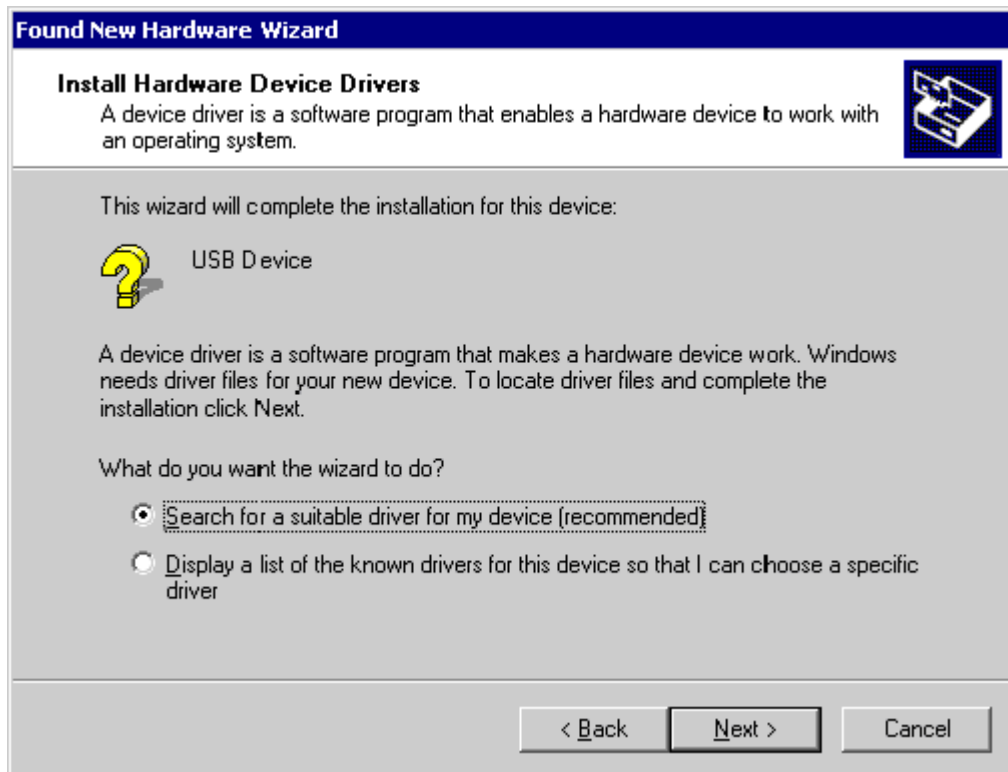 Found New Hardware Wizard
Install Hardware Device Drivers
A device driver is a software program that enables a hardware device to work with
an operating system.
This wizard will complete the installation for this device:
USB Device
A device driver is a software program that makes a hardware device work. Windows
needs driver files for your new device. To locate driver files and complete the
installation click Next.
What do you want the wizard to do?
Search for a suitable driver for my device (recommended)
Display a list of the known drivers for this device so that I can choose a specific
driver
< Back Next > Cancel